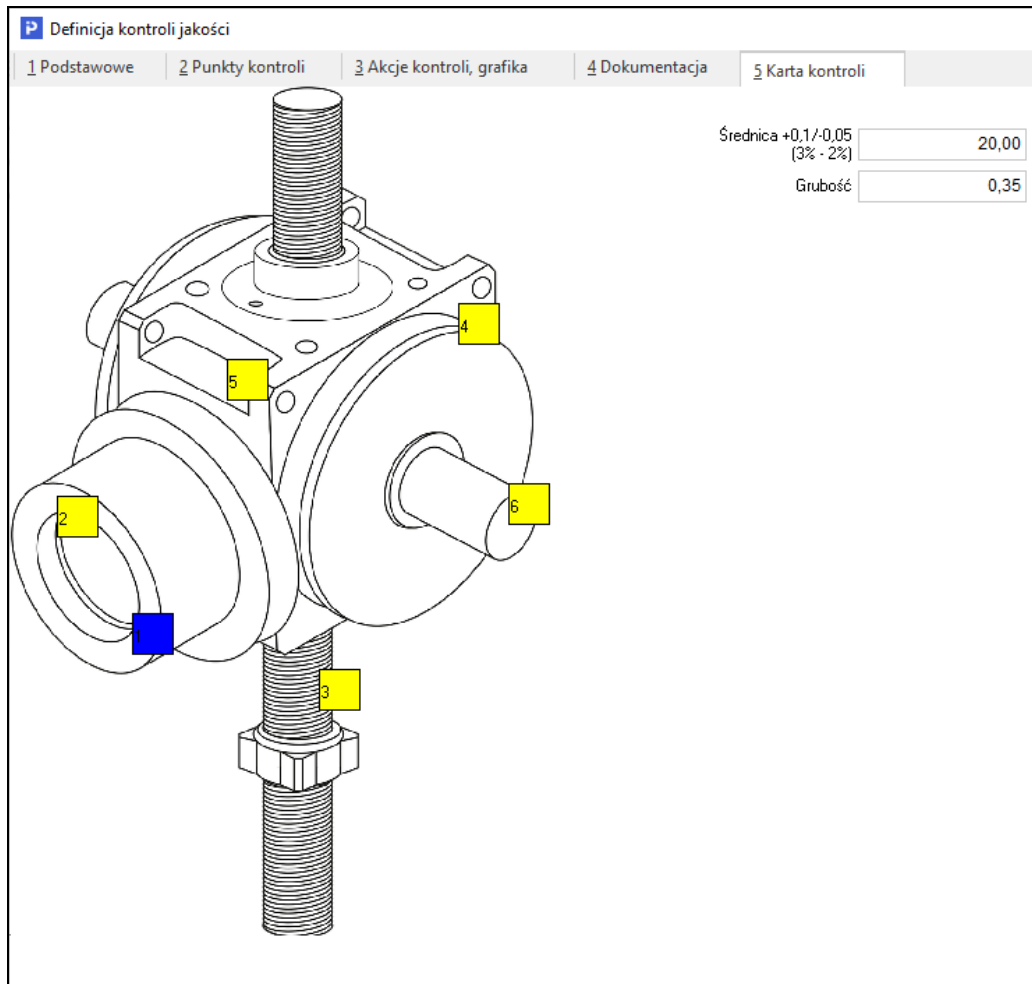 Definicja kontroli jakości
1 Podstawowe 2 Punkty kontroli 3 Akcje kontroli, grafika 4 Dokumentacja 5 Karta kontroli
Średnica +0,1/-0,05
(3% - 2%) 20,00
Grubość 0,35
4
5
2
6
1
3